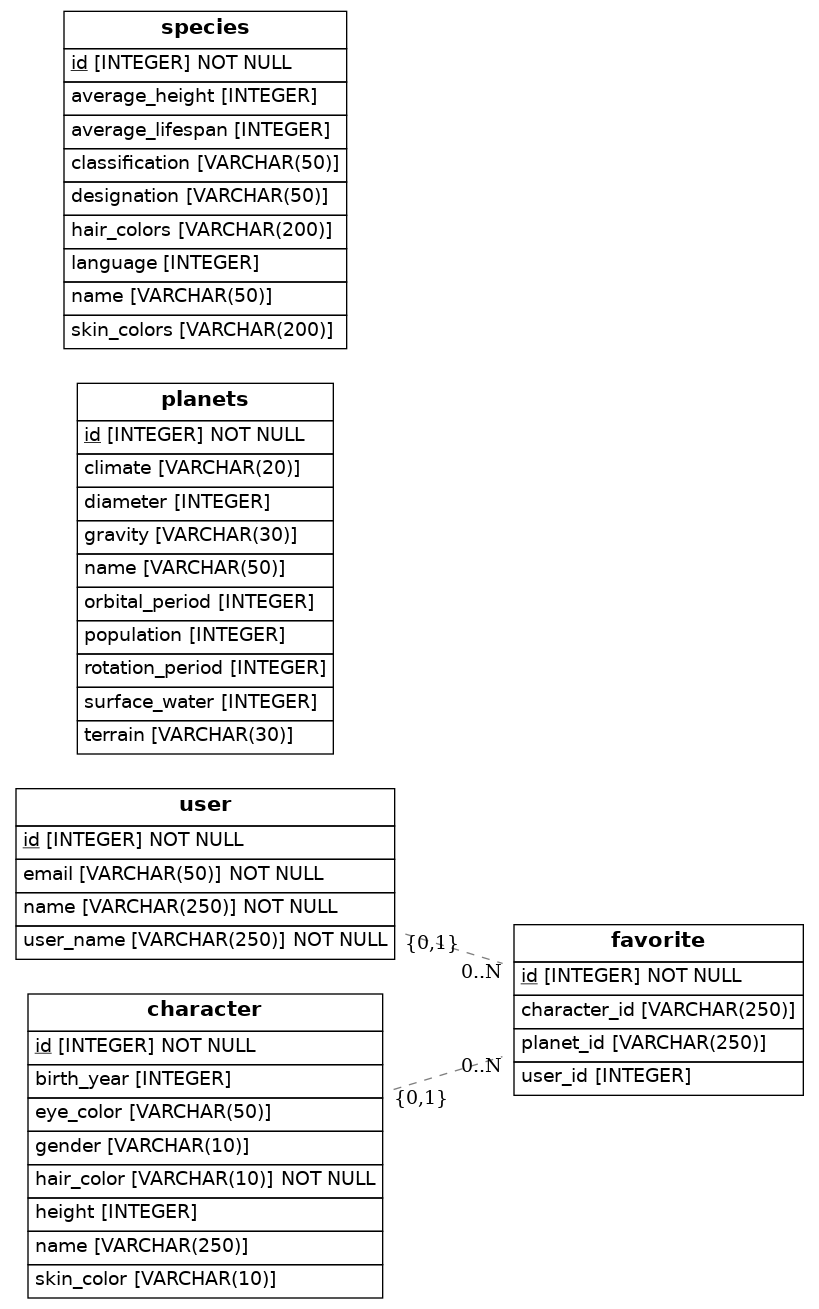 species
id [INTEGER] NOT NULL
average_height [INTEGER]
average_lifespan [INTEGER]
classification [VARCHAR(50)]
designation [VARCHAR(50)]
hair_colors [VARCHAR(200)]
language [INTEGER]
name [VARCHAR(50)]
skin_colors [VARCHAR(200)]
planets
id [INTEGER] NOT NULL
climate [VARCHAR(20)]
diameter [INTEGER]
gravity [VARCHAR(30)]
name [VARCHAR(50)]
orbital_period [INTEGER]
population [INTEGER]
rotation_period [INTEGER]
surface_water [INTEGER]
terrain [VARCHAR(30)]
user
id [INTEGER] NOT NULL
email [VARCHAR(50)] NOT NULL
name [VARCHAR(250)] NOT NULL
user_name [VARCHAR(250)] NOT NULL
{0,1}
0..N
favorite
id [INTEGER] NOT NULL
character_id [VARCHAR(250)]
planet_id [VARCHAR(250)]
user_id [INTEGER]
0..N
{0,1}
character
id [INTEGER] NOT NULL
birth_year [INTEGER]
eye_color [VARCHAR(50)]
gender [VARCHAR(10)]
hair_color [VARCHAR(10)] NOT NULL
height [INTEGER]
name [VARCHAR(250)]
skin_color [VARCHAR(10)]